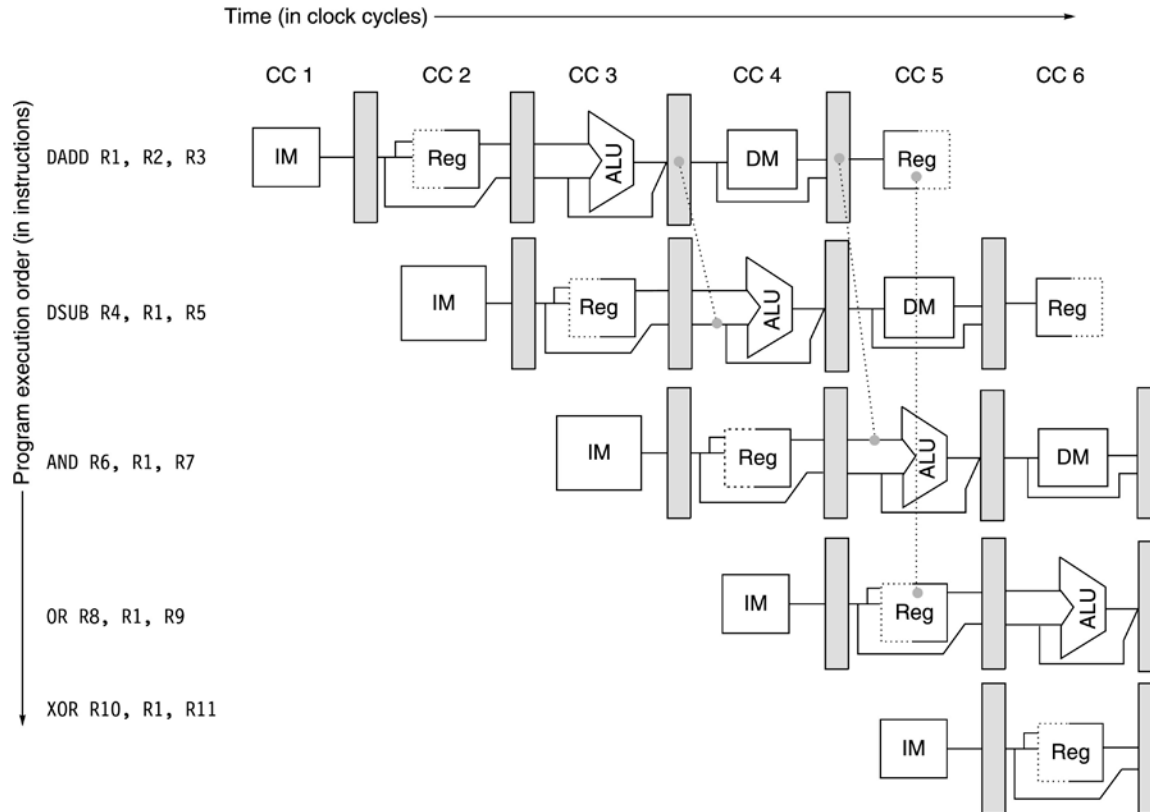 Time (in clock cycles)
CC 1 CC 2 CC 3 CC 4 CC 5 CC 6
Program execution order (in instructions)
DADD R1, R2, R3
IM Reg ALU DM Reg
DSUB R4, R1, R5
IM Reg ALU DM Reg
AND R6, R1, R7
IM Reg ALU DM
OR R8, R1, R9
IM Reg ALU
XOR R10, R1, R11
IM Reg